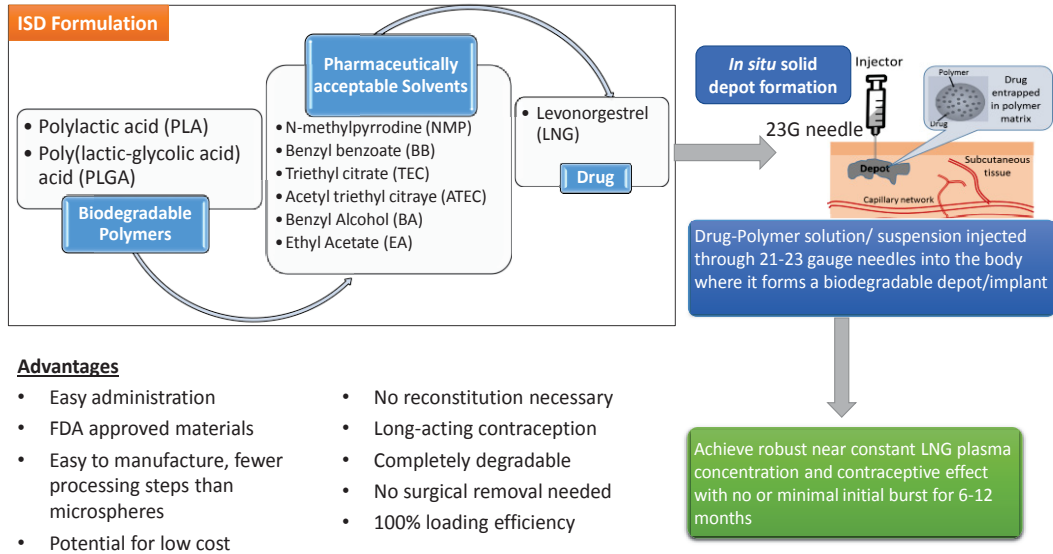 ISD Formulation
• Polylactic acid (PLA)
• Poly(lactic-glycolic acid)
acid (PLGA)
Biodegradable
Polymers
Pharmaceutically
acceptable Solvents
• N-methylpyrrodine (NMP)
• Benzyl benzoate (BB)
• Triethyl citrate (TEC)
• Acetyl triethyl citraye (ATEC)
• Benzyl Alcohol (BA)
• Ethyl Acetate (EA)
• Levonorgestrel
(LNG)
Drug
In situ solid
depot formation
Injector
23G needle
Polymer
Drug
Drug
entrapped
in polymer
matrix
Depot
Subcutaneous
tissue
Capillary network
Drug-Polymer solution/ suspension injected
through 21-23 gauge needles into the body
where it forms a biodegradable depot/implant
Achieve robust near constant LNG plasma
concentration and contraceptive effect
with no or minimal initial burst for 6-12
months
Advantages
• Easy administration
• FDA approved materials
• Easy to manufacture, fewer
processing steps than
microspheres
• Potential for low cost
• No reconstitution necessary
• Long-acting contraception
• Completely degradable
• No surgical removal needed
• 100% loading efficiency